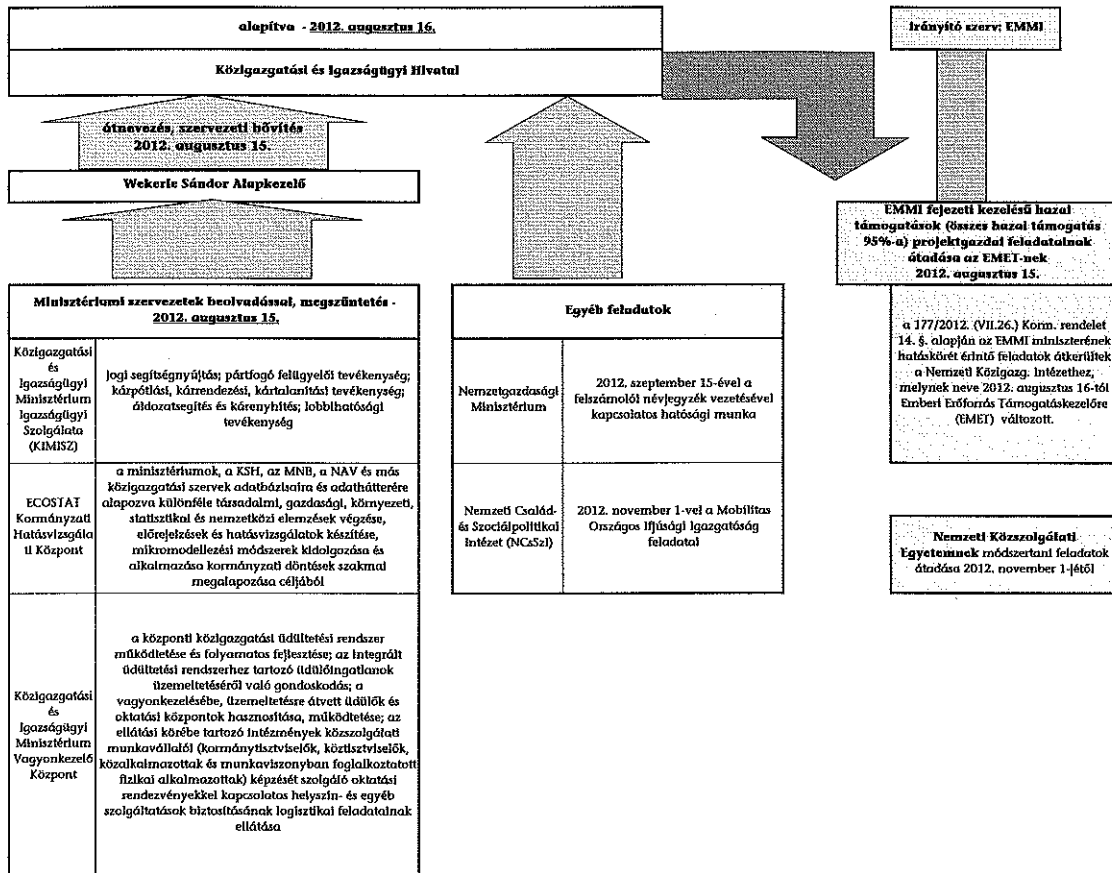 alapítva - 2012. augusztus 16.
Közigazgatási és Igazságügyi Hivatal
átnevezés, szervezeti bővítés
2012. augusztus 15.
Wekerle Sándor Alapkezelő
Minisztériumi szervezetek beolvadással, megszűntetés -
2012. augusztus 15.
Közigazgatási
és
Igazságügyi
Minisztérium
Igazságügyi
Szolgálata
(KIMISZ)
Jogi segítségnyújtás; pártfogó felügyelői tevékenység;
kárpótlási, kárrendezési, kártalanítási tevékenység;
áldozatsegítés és kárenyhítés; lobbihatósági
tevékenység
ECOSTAT
Kormányzati
Hatásvizsgála
ti Központ
a minisztériumok, a KSH, az MNB, a NAV és más
közigazgatási szervek adatbázisaira és adathátterére
alapozva különféle társadalmi, gazdasági, környezeti,
statisztikai és nemzetközi elemzések végzése,
előrejelzések és hatásvizsgálatok készítése,
mikromodellezési módszerek kidolgozása és
alkalmazása kormányzati döntések szakmai
megalapozása céljából
Közigazgatási
és
Igazságügyi
Minisztérium
Vagyonkezelő
Központ
a központi közigazgatási üdültetési rendszer
működtetése és folyamatos fejlesztése; az integrált
üdültetési rendszerhez tartozó üdülőingatlanok
üzemeltetéséről való gondoskodás; a
vagyonkezelésébe, üzemeltetésre átvett üdülők és
oktatási központok hasznosítása, működtetése; az
ellátási körébe tartozó intézmények közszolgálati
munkavállalói (kormánytisztviselők, köztisztviselők,
közalkalmazottak és munkaviszonyban foglalkoztatott
fizikai alkalmazottak) képzését szolgáló oktatási
rendezvényekkel kapcsolatos helyszín- és egyéb
szolgáltatások biztosításának logisztikai feladatainak
ellátása
Egyéb feladatok
Nemzetgazdasági
Minisztérium
2012. szeptember 15-ével a
felszámolói névjegyzék vezetésével
kapcsolatos hatósági munka
Nemzeti Család-
és Szociálpolitikai
Intézet (NCsSzI)
2012. november 1-vel a Mobilitas
Országos Ifjúsági Igazgatóság
feladatai
Irányító szerv: EMMI
EMMI fejezeti kezelésű hazai
támogatások (összes hazai támogatás
95%-a) projektgazdai feladatainak
átadása az EMET-nek
2012. augusztus 15.
a 177/2012. (VII.26.) Korm. rendelet
14. §. alapján az EMMI miniszterének
hatáskörét érintő feladatok átkerültek
a Nemzeti Közigazg. Intézethez,
melynek neve 2012. augusztus 16-tól
Emberi Erőforrás Támogatáskezelőre
(EMET) változott.
Nemzeti Közszolgálati
Egyetemnek módszertani feladatok
átadása 2012. november 1-jétől